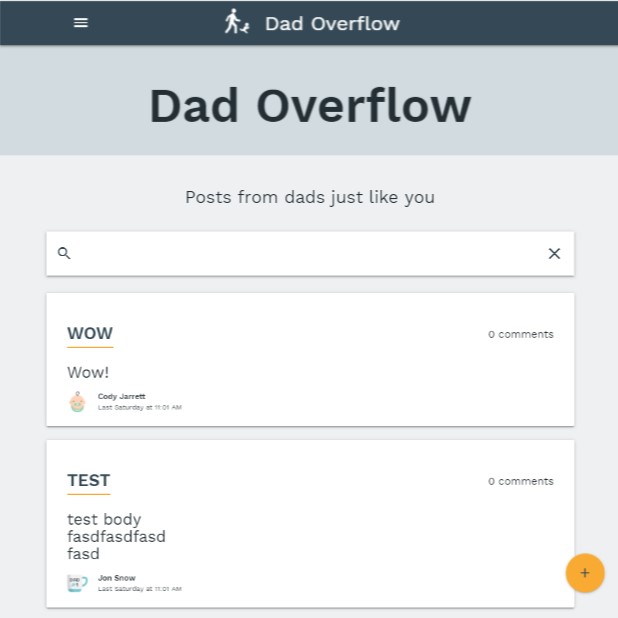 Dad Overflow
Dad Overflow
Posts from dads just like you
WOW
0 comments
Wow!
Cody Jarrett
Last Saturday at 11:01 AM
TEST
0 comments
test body
fasdfasdfasd
fasd
Jon Snow
Last Saturday at 11:01 AM